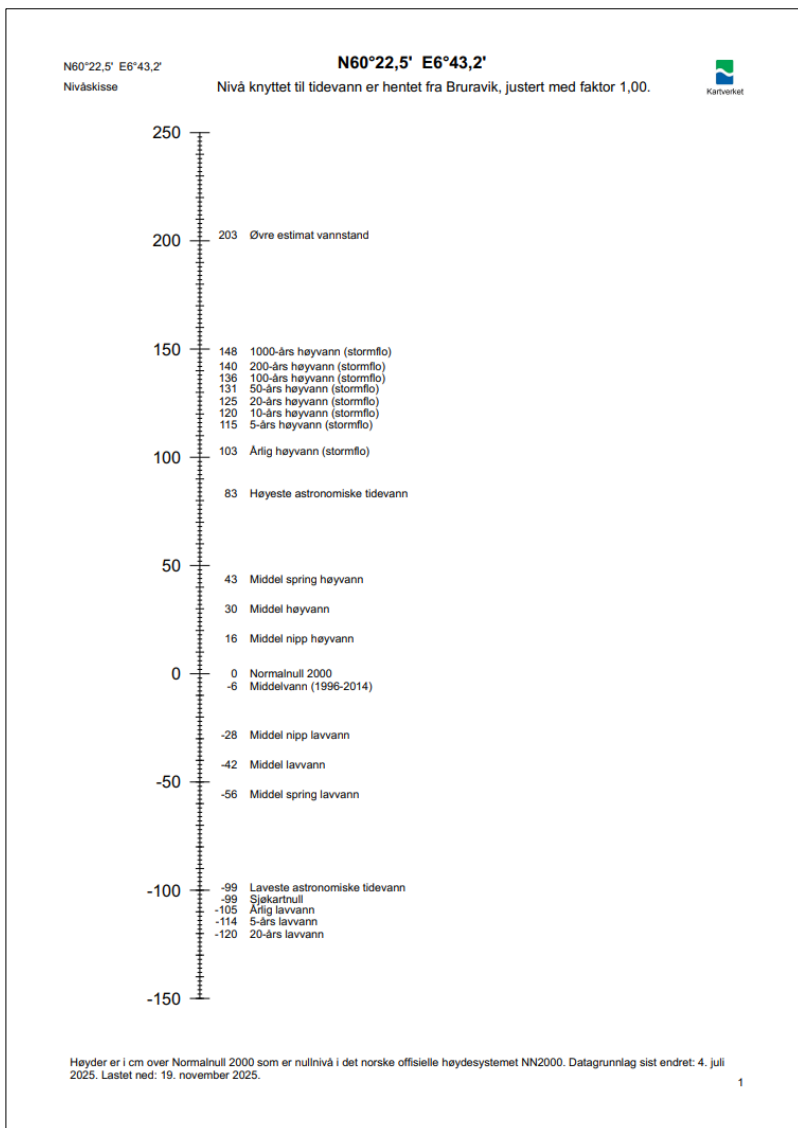 N60°22,5' E6°43,2'
N60°22,5' E6°43,2'
Nivåskisse
Nivå knyttet til tidevann er hentet fra Bruravik, justert med faktor 1,00.
Kartverket
250
203 Øvre estimat vannstand
200
150
148 1000-års høyvann (stormflo)
140 200-års høyvann (stormflo)
136 100-års høyvann (stormflo)
131 50-års høyvann (stormflo)
125 20-års høyvann (stormflo)
120 10-års høyvann (stormflo)
115 5-års høyvann (stormflo)
103 Årlig høyvann (stormflo)
100
83 Høyeste astronomiske tidevann
50
43 Middel spring høyvann
30 Middel høyvann
16 Middel nipp høyvann
0
0 Normalnull 2000
-6 Middelvann (1996-2014)
-28 Middel nipp lavvann
-42 Middel lavvann
-50
-56 Middel spring lavvann
-100
-99 Laveste astronomiske tidevann
-99 Sjøkartnull
-105 Årlig lavvann
-114 5-års lavvann
-120 20-års lavvann
-150
Høyder er i cm over Normalnull 2000 som er nullnivå i det norske offisielle høydesystemet NN2000. Datagrunnlag sist endret: 4. juli
2025. Lastet ned: 19. november 2025.
1